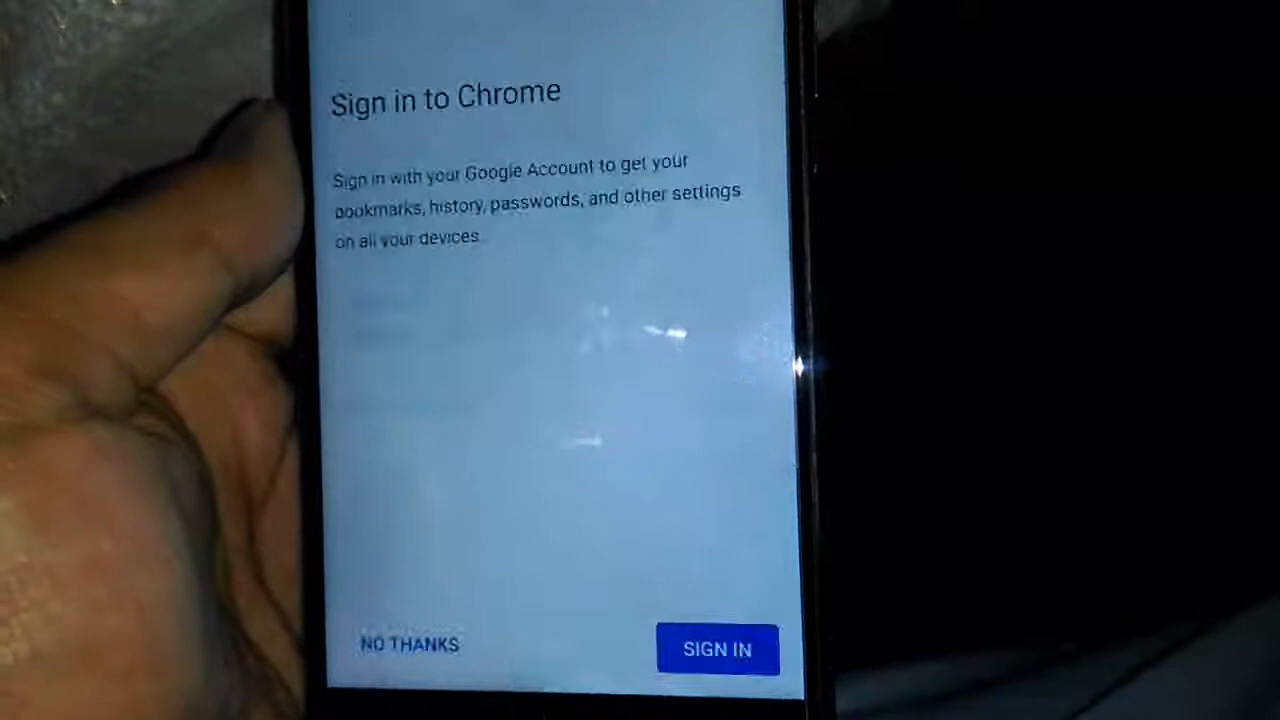 Sign in to Chrome
Sign in with your Google Account to get your
bookmarks, history, passwords, and other settings
on all your devices.
NO THANKS
SIGN IN